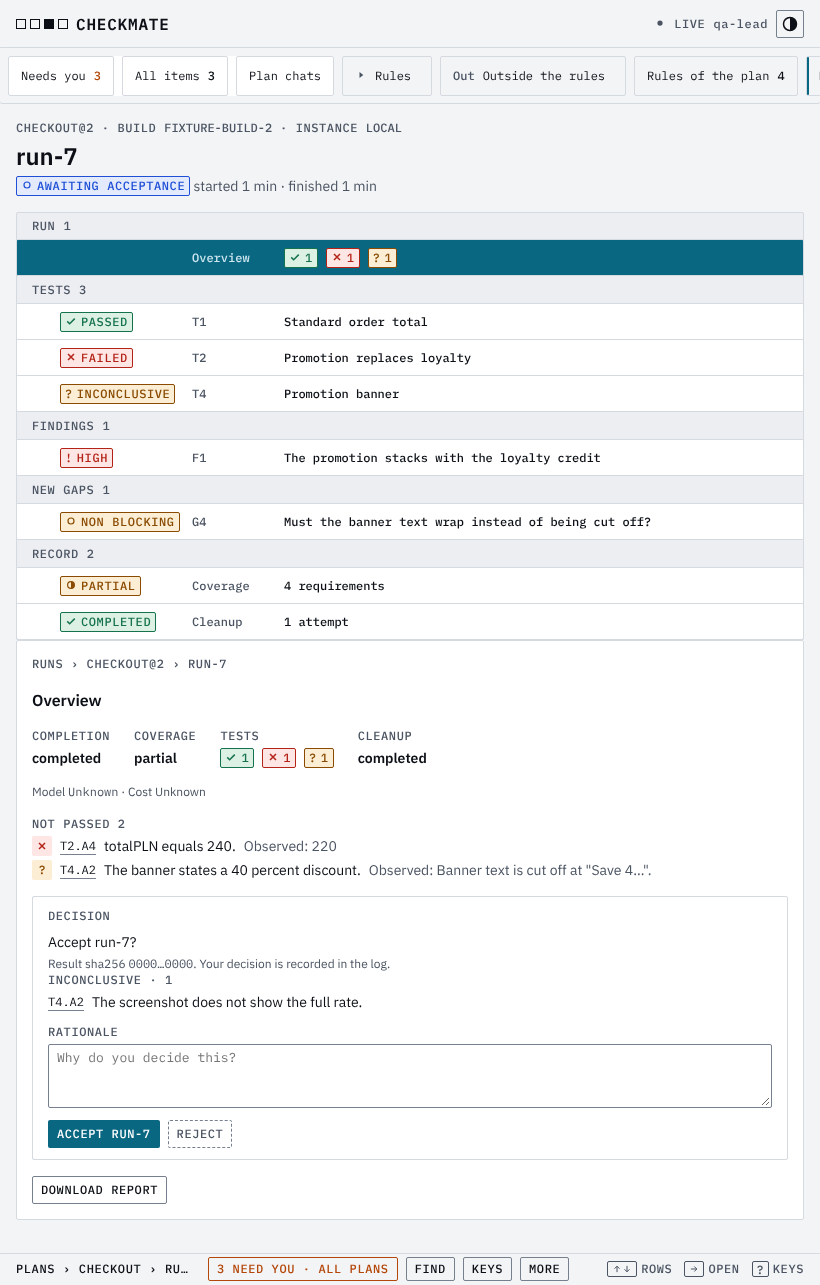 CHECKMATE
LIVE qa-lead
Needs you 3
All items 3
Plan chats
Rules
Out Outside the rules
Rules of the plan 4
CHECKOUT@2 · BUILD FIXTURE-BUILD-2 · INSTANCE LOCAL
run-7
AWAITING ACCEPTANCE started 1 min · finished 1 min
RUN 1
Overview ✓ 1 ✕ 1 ? 1
TESTS 3
✓ PASSED T1 Standard order total
✕ FAILED T2 Promotion replaces loyalty
? INCONCLUSIVE T4 Promotion banner
FINDINGS 1
! HIGH F1 The promotion stacks with the loyalty credit
NEW GAPS 1
NON BLOCKING G4 Must the banner text wrap instead of being cut off?
RECORD 2
PARTIAL Coverage 4 requirements
✓ COMPLETED Cleanup 1 attempt
RUNS › CHECKOUT@2 › RUN-7
Overview
COMPLETION COVERAGE TESTS CLEANUP
completed partial ✓ 1 ✕ 1 ? 1 completed
Model Unknown · Cost Unknown
NOT PASSED 2
✕ T2.A4 totalPLN equals 240. Observed: 220
? T4.A2 The banner states a 40 percent discount. Observed: Banner text is cut off at "Save 4…".
DECISION
Accept run-7?
Result sha256 0000…0000. Your decision is recorded in the log.
INCONCLUSIVE · 1
T4.A2 The screenshot does not show the full rate.
RATIONALE
Why do you decide this?
ACCEPT RUN-7 REJECT
DOWNLOAD REPORT
PLANS › CHECKOUT › RU… 3 NEED YOU · ALL PLANS FIND KEYS MORE ↑↓ ROWS → OPEN ? KEYS